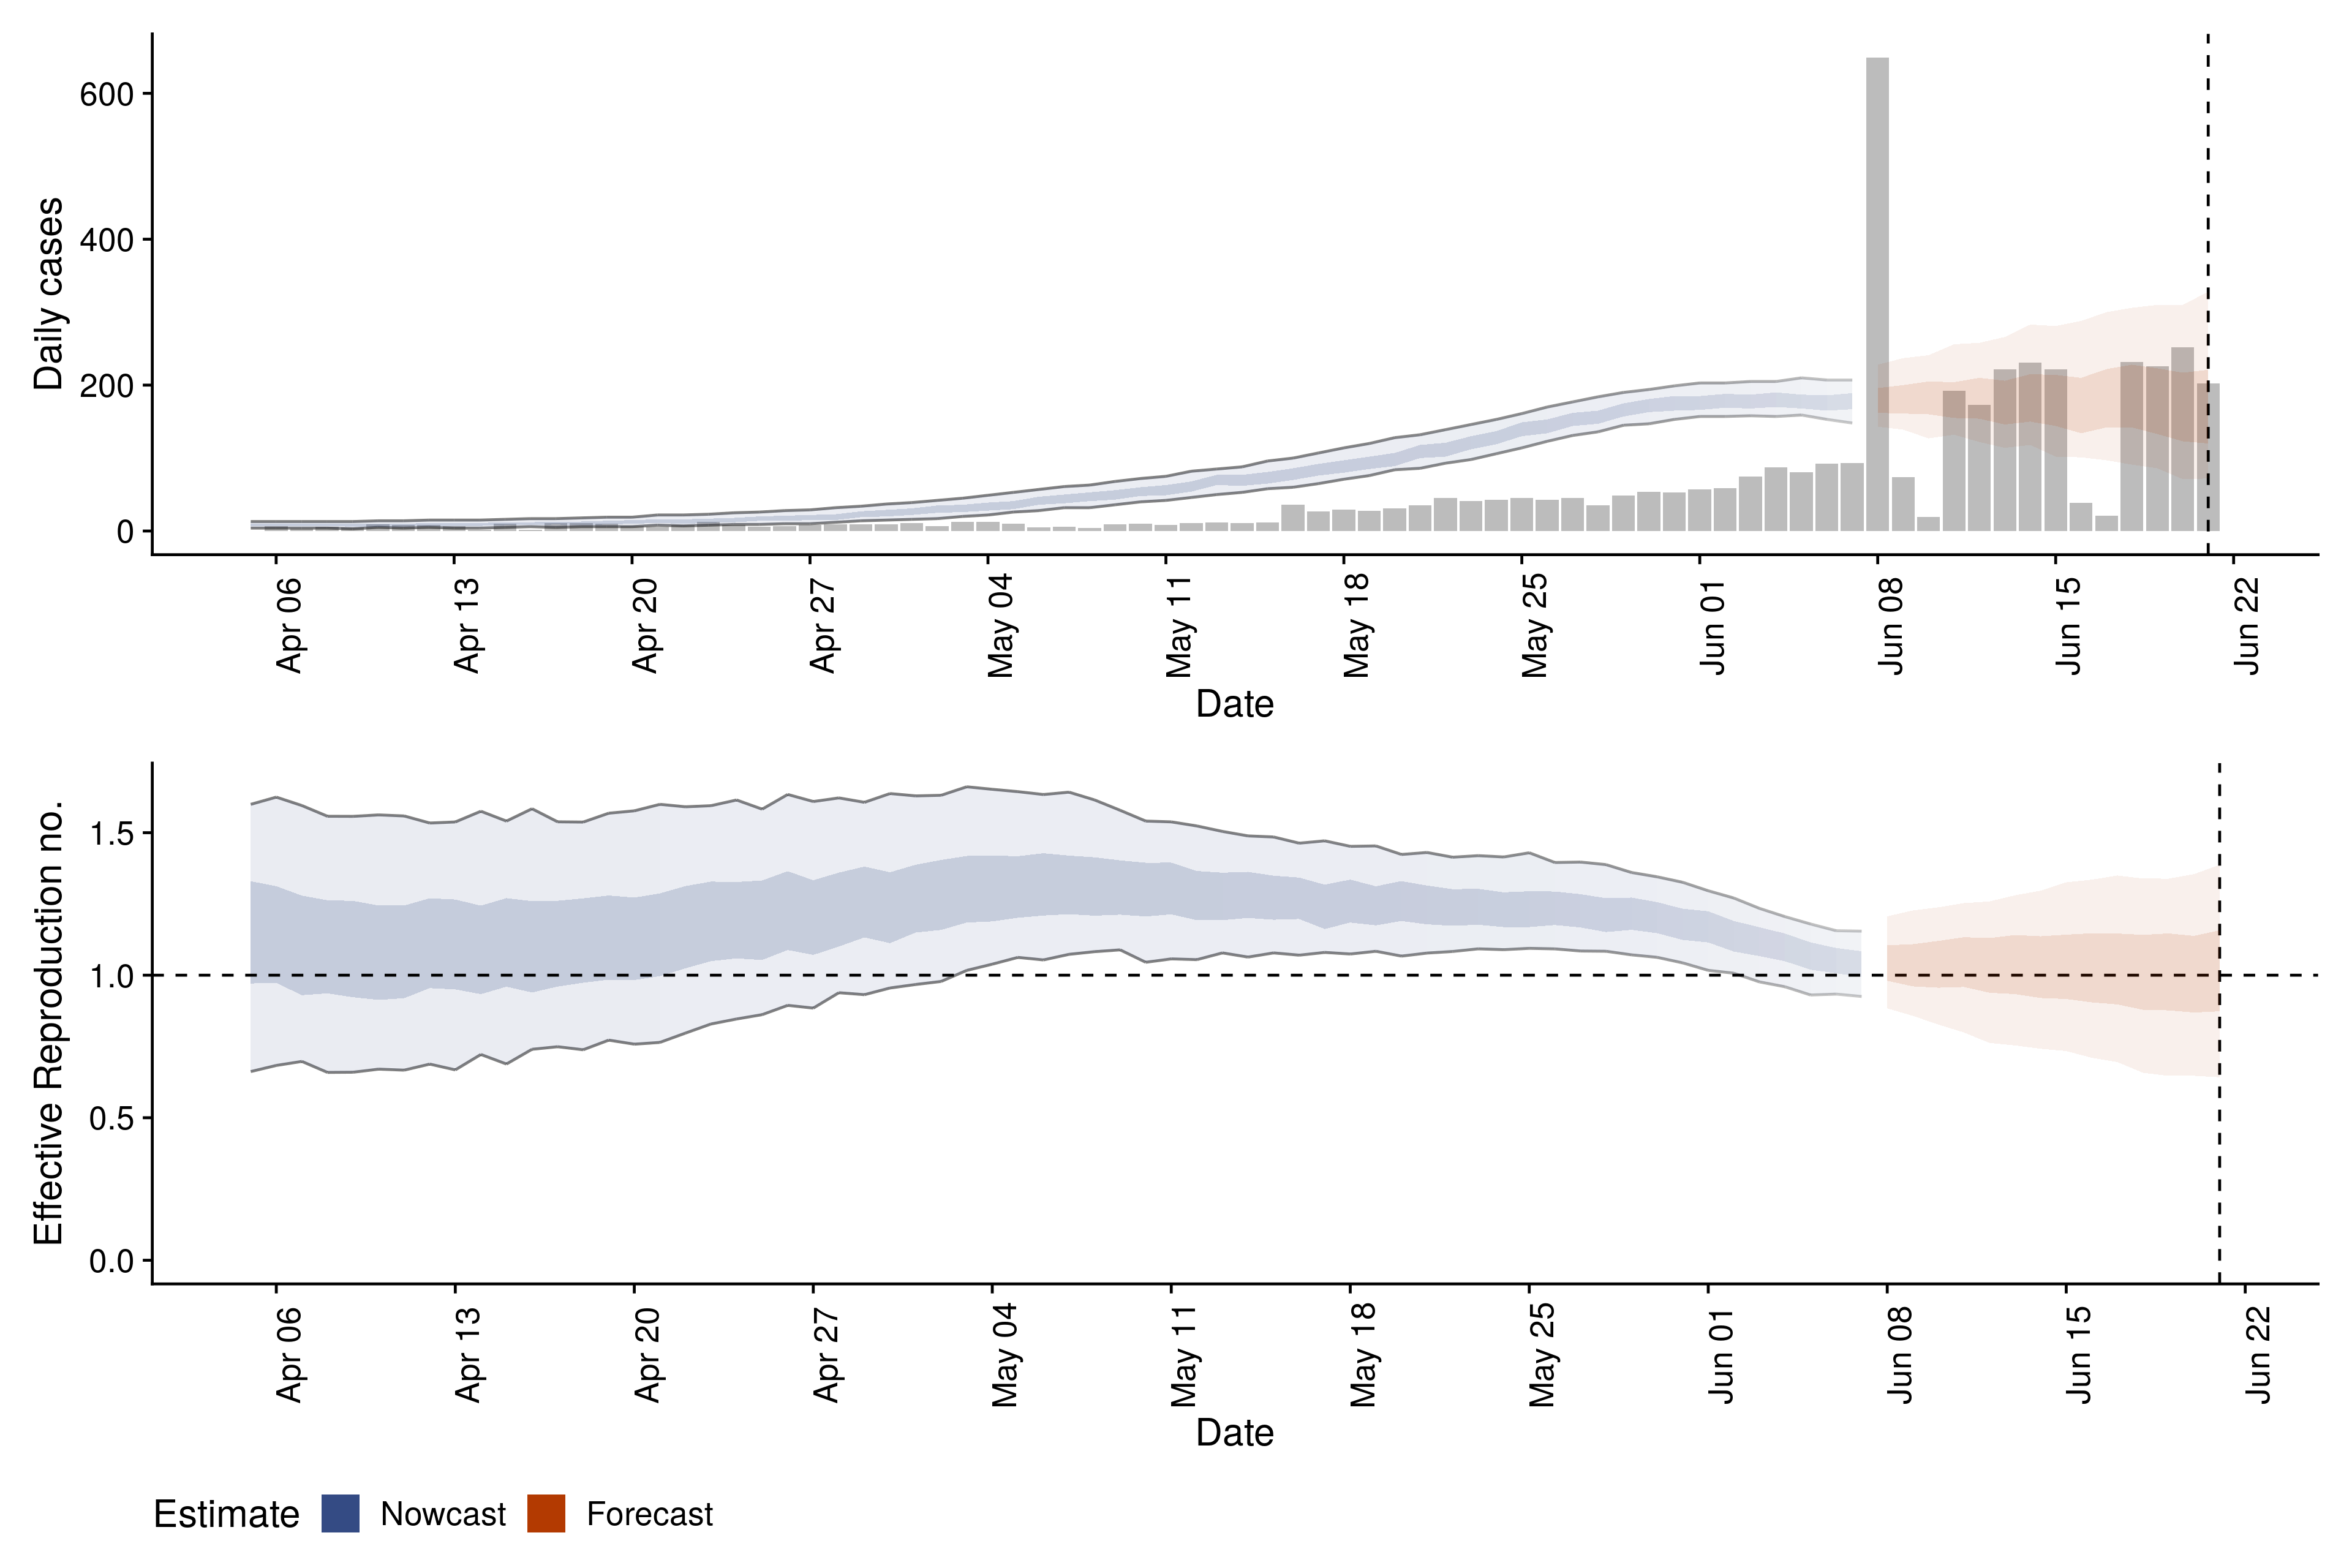 Daily cases
600
400
200
0
Apr 06
Apr 13
Apr 20
Apr 27
May 04
May 11
May 18
May 25
Jun 01
Jun 08
Jun 15
Jun 22
Date
Effective Reproduction no.
1.5
1.0
0.5
0.0
Apr 06
Apr 13
Apr 20
Apr 27
May 04
May 11
May 18
May 25
Jun 01
Jun 08
Jun 15
Jun 22
Date
Estimate Nowcast Forecast